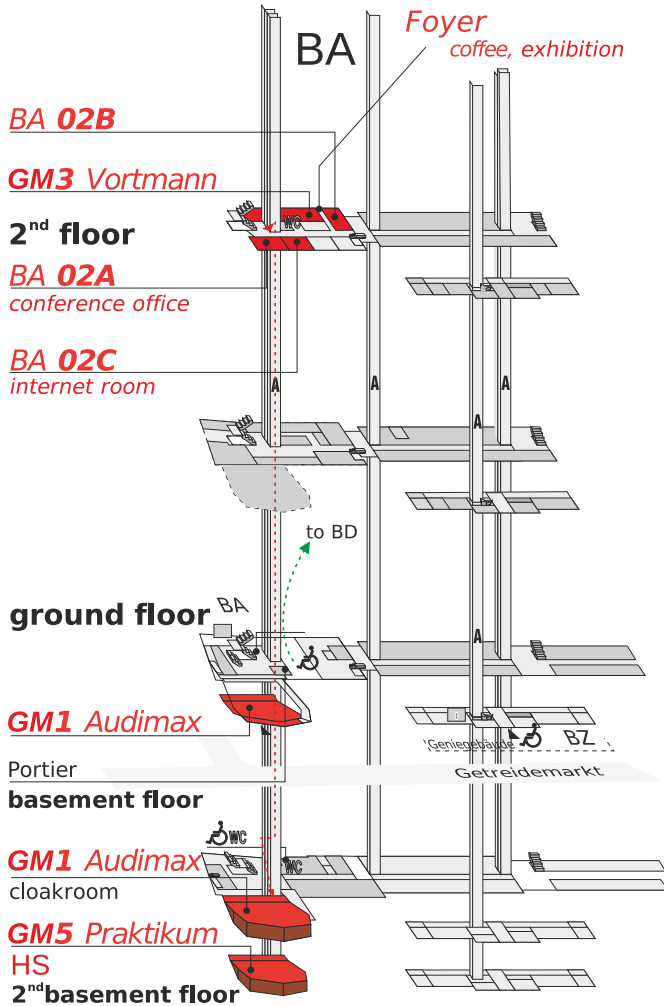 BA
Foyer
coffee, exhibition
BA 02B
GM3 Vortmann
WC
2nd floor
BA 02A
conference office
BA 02C
internet room
A
A
A
A
to BD
ground floor
BA
A
GM1 Audimax
i
'Geniegebäude'
BZ
i
Portier
Getreidemarkt
basement floor
WC
GM1 Audimax
WC
cloakroom
GM5 Praktikum
HS
2nd basement floor